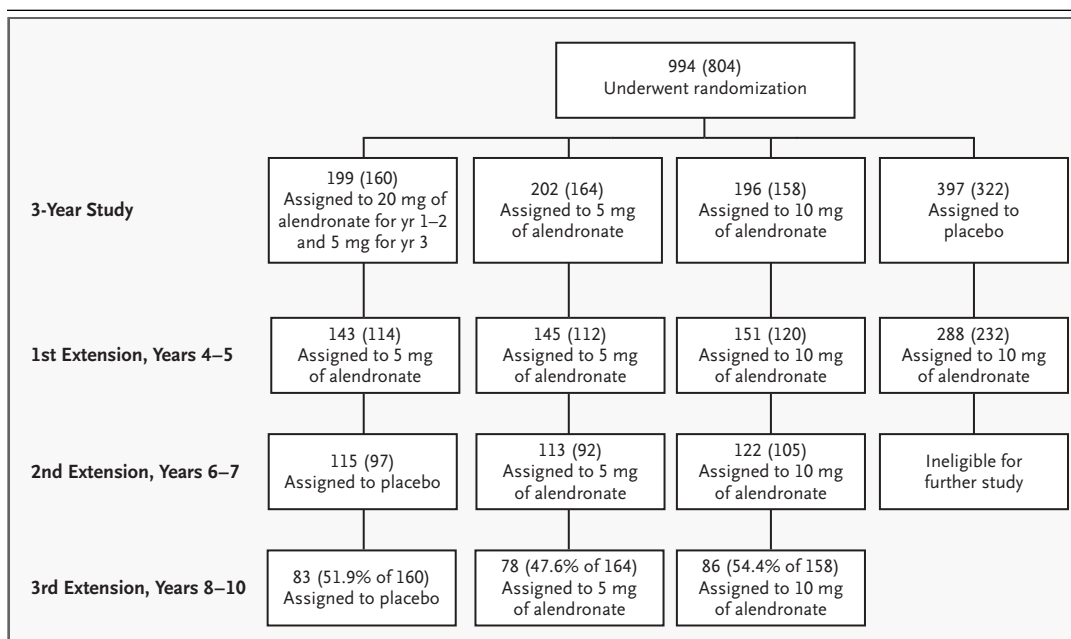 994 (804)
Underwent randomization
3-Year Study
199 (160)
Assigned to 20 mg of
alendronate for yr 1–2
and 5 mg for yr 3
202 (164)
Assigned to 5 mg
of alendronate
196 (158)
Assigned to 10 mg
of alendronate
397 (322)
Assigned to
placebo
1st Extension, Years 4–5
143 (114)
Assigned to 5 mg
of alendronate
145 (112)
Assigned to 5 mg
of alendronate
151 (120)
Assigned to 10 mg
of alendronate
288 (232)
Assigned to 10 mg
of alendronate
2nd Extension, Years 6–7
115 (97)
Assigned to placebo
113 (92)
Assigned to 5 mg
of alendronate
122 (105)
Assigned to 10 mg
of alendronate
Ineligible for
further study
3rd Extension, Years 8–10
83 (51.9% of 160)
Assigned to placebo
78 (47.6% of 164)
Assigned to 5 mg
of alendronate
86 (54.4% of 158)
Assigned to 10 mg
of alendronate